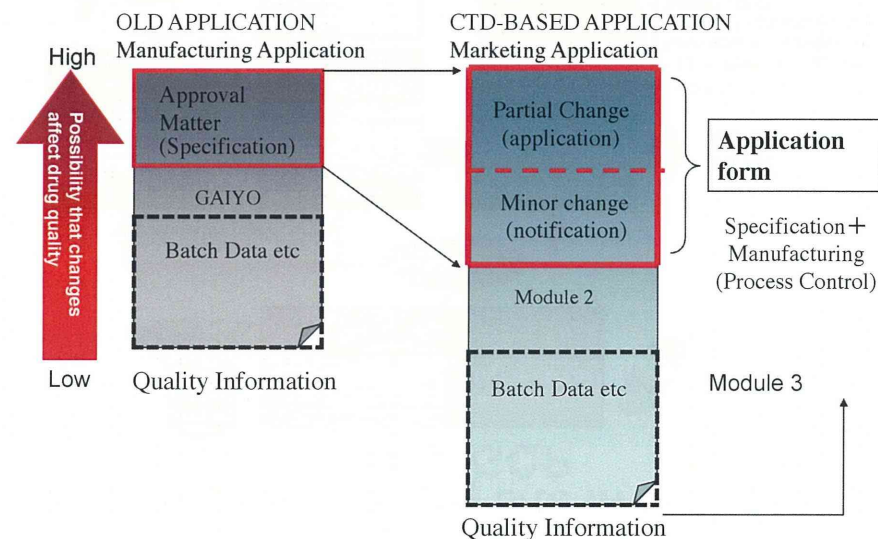 OLD APPLICATION
Manufacturing Application
CTD-BASED APPLICATION
Marketing Application
High
Possibility that changes
affect drug quality
Low
Approval
Matter
(Specification)
GAIYO
Batch Data etc
Quality Information
Partial Change
(application)
Minor change
(notification)
Module 2
Batch Data etc
Quality Information
Application
form
Specification+
Manufacturing
(Process Control)
Module 3